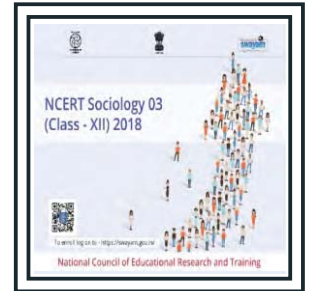 swayam
NCERT Sociology 03
(Class - XII) 2018
To enroll log on to - https://swayam.gov.in/
National Council of Educational Research and Training